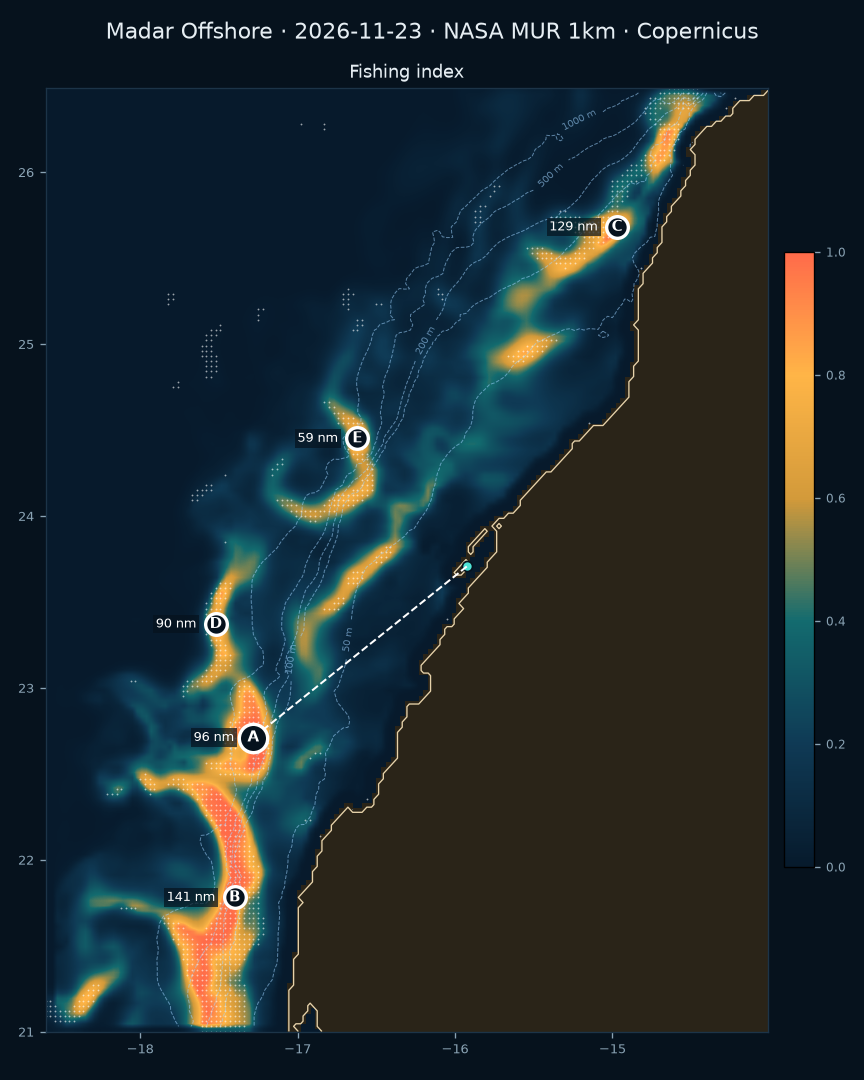 Madar Offshore · 2026-11-23 · NASA MUR 1km · Copernicus
Fishing index
1000 m
500 m
200 m
100 m
50 m
129 nm C
59 nm E
90 nm D
96 nm A
141 nm B
26
25
24
23
22
21
−18
−17
−16
−15
1.0
0.8
0.6
0.4
0.2
0.0